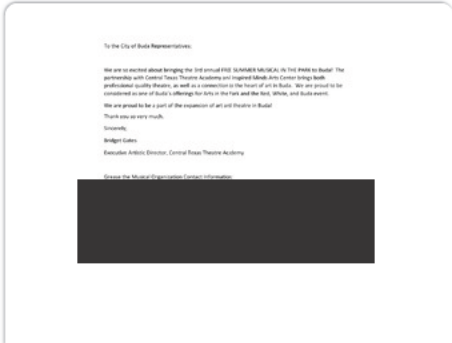 To the City of Buda Representatives:
We are so excited about bringing the 3rd annual FREE SUMMER MUSICAL IN THE PARK to Buda! The
partnership with Central Texas Theatre Academy and Inspired Minds Arts Center brings both
professional quality theatre, as well as a connection to the heart of art in Buda. We are proud to be
considered as one of Buda's offerings for Arts in the Park and the Red, White, and Buda event.
We are proud to be a part of the expansion of art and theatre in Buda!
Thank you so very much.
Sincerely,
Bridget Gates
Executive Artistic Director, Central Texas Theatre Academy
Grease the Musical Organization Contact Information: